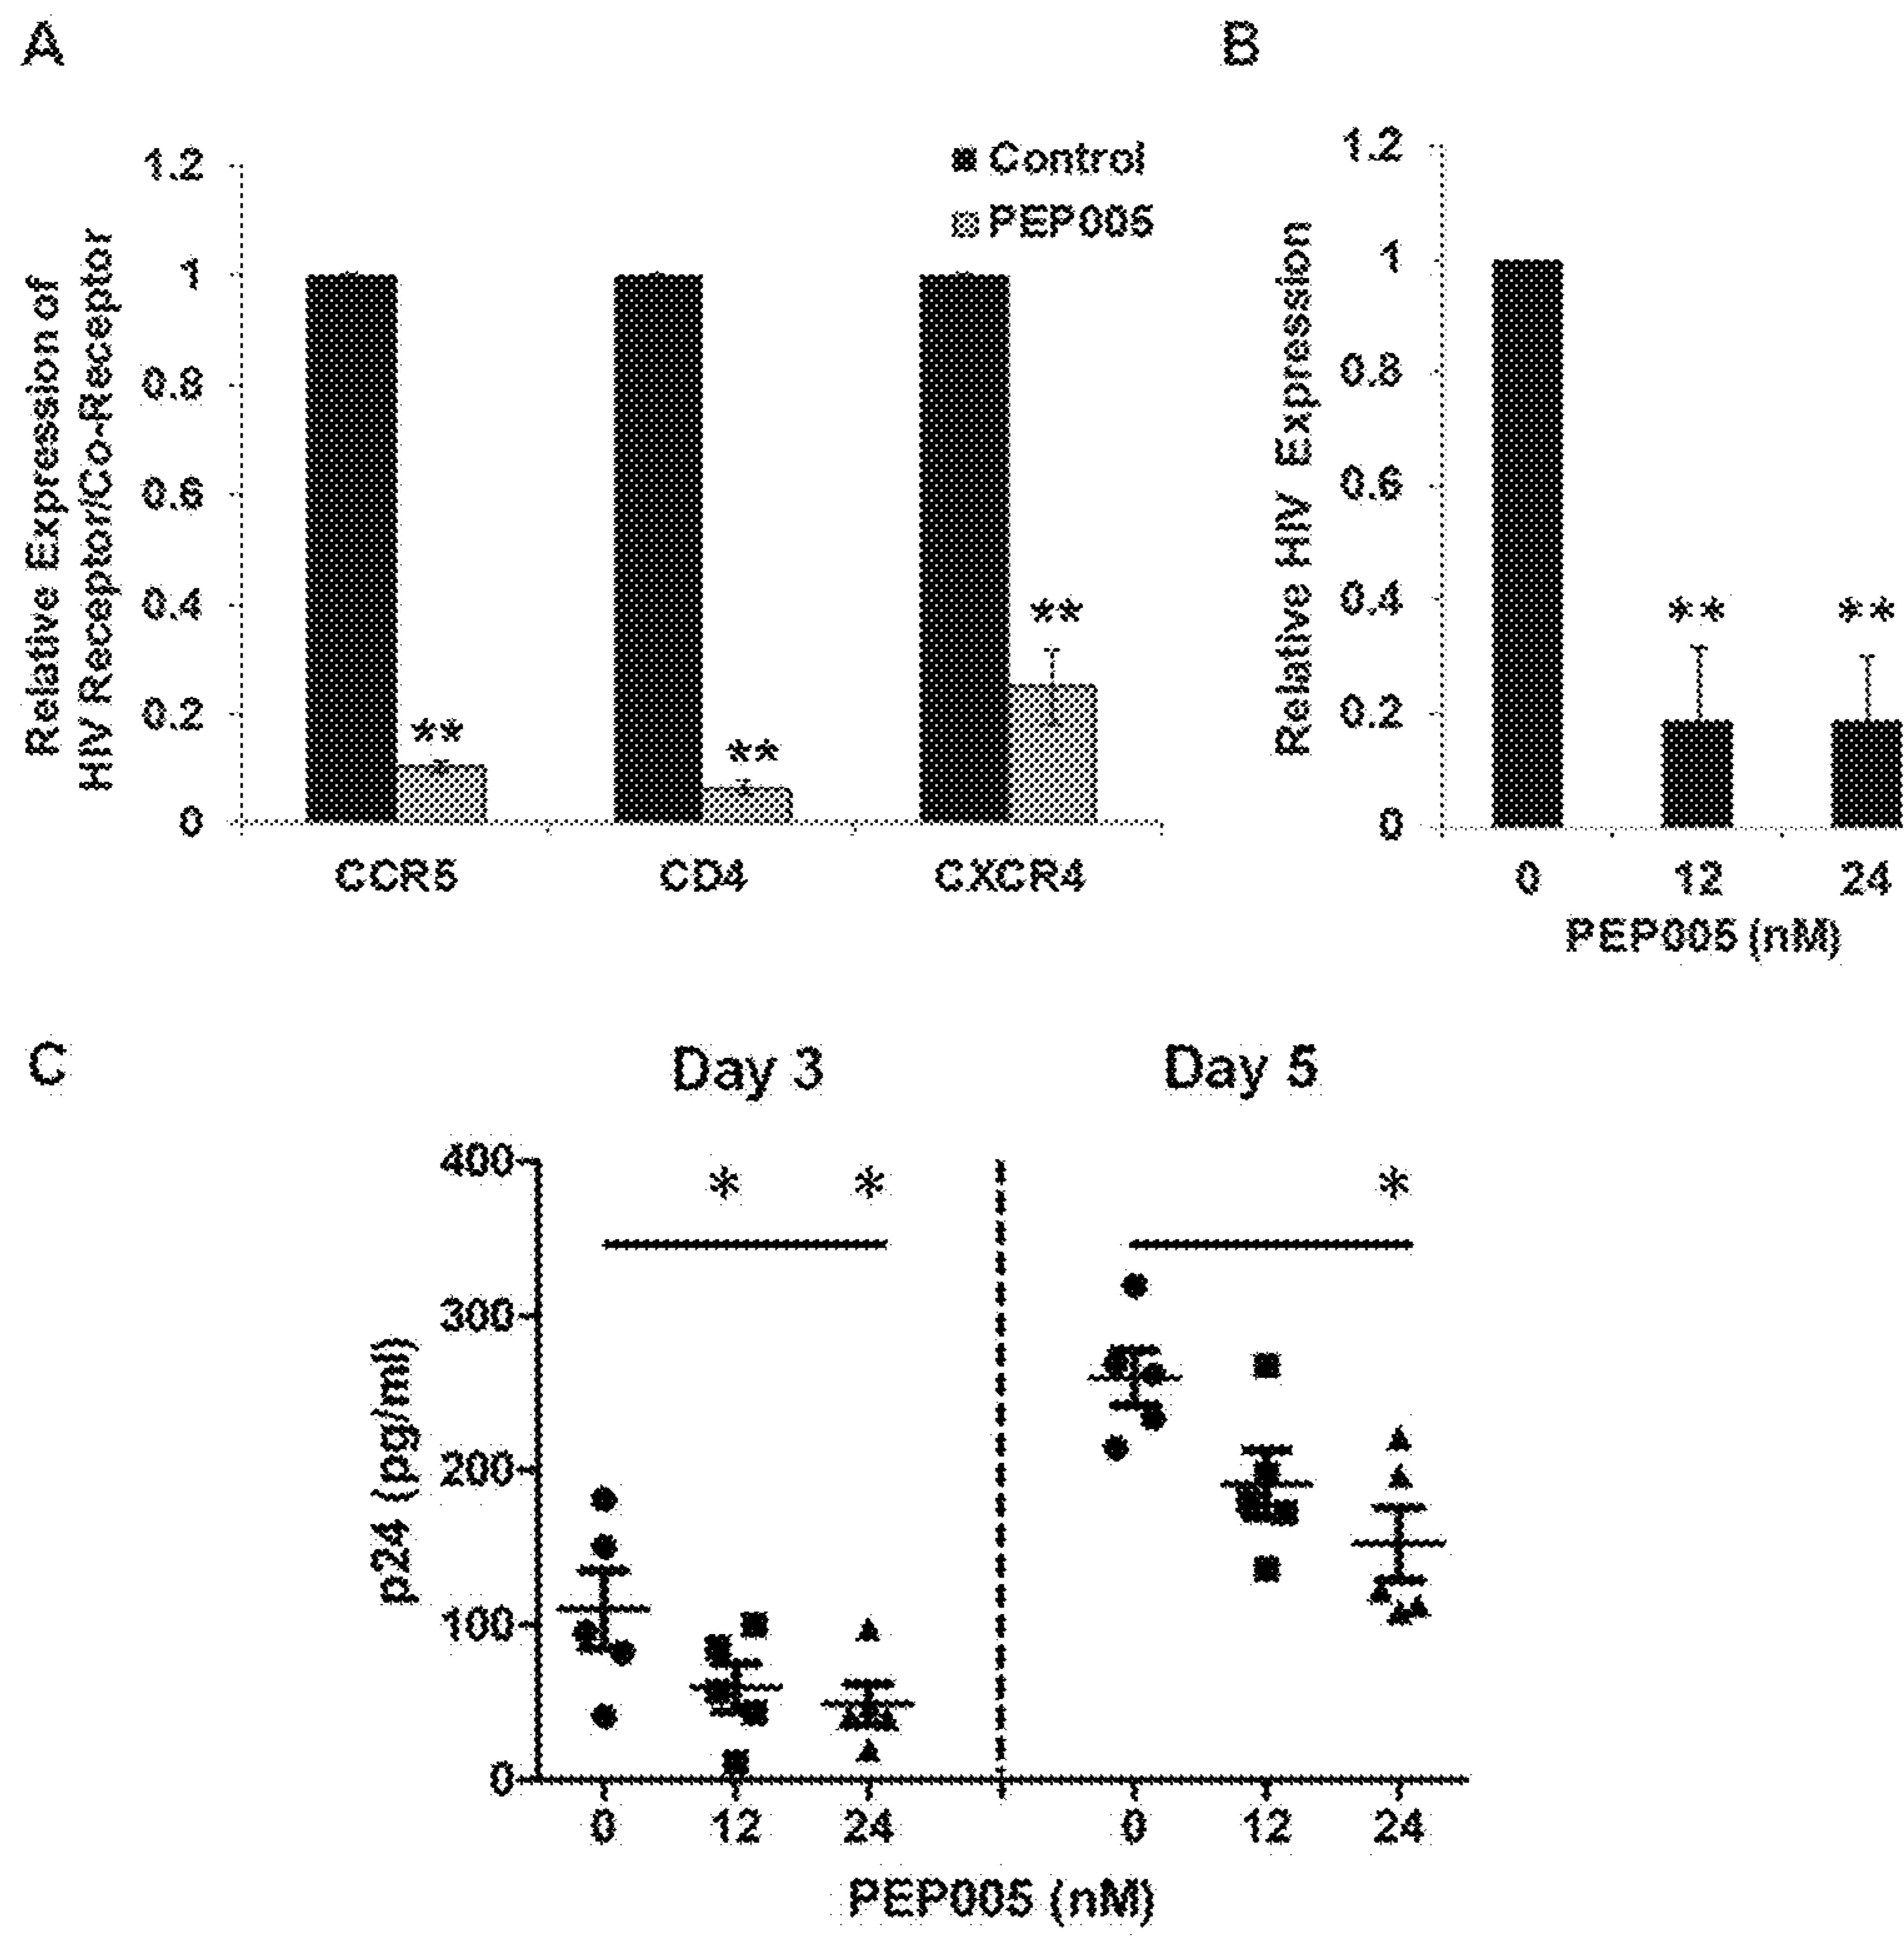 A
B
Control
PEP005
1.2
1
0.8
0.6
0.4
0.2
0
Relative Expression of
HIV Receptor/Co-Receptor
**
**
**
CCR5
CD4
CXCR4
1.2
1
0.8
0.6
0.4
0.2
0
Relative HIV Expression
**
**
0
12
24
PEP005 (nM)
C
Day 3
Day 5
400
300
200
100
0
p24 (pg/ml)
*
*
*
0
12
24
0
12
24
PEP005 (nM)